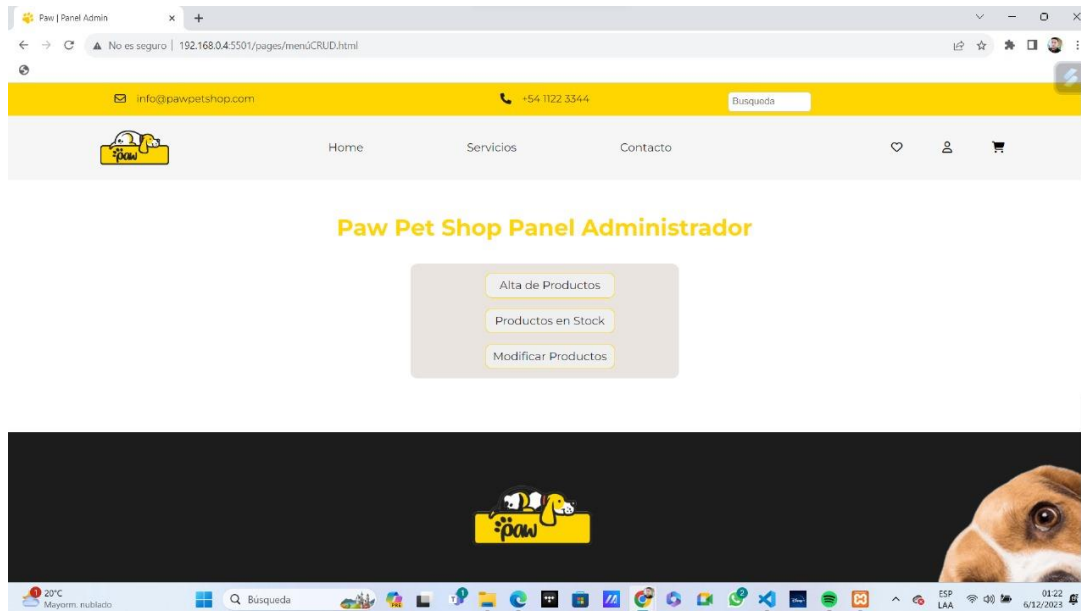 Paw | Panel Admin
No es seguro | 192.168.0.4:5501/pages/menúCRUD.html
info@pawpetshop.com +54 1122 3344 Busqueda
paw Home Servicios Contacto
Paw Pet Shop Panel Administrador
Alta de Productos
Productos en Stock
Modificar Productos
paw
1 20°C Mayorm. nublado
Búsqueda
PRE
ESP LAA
01:22
6/12/2023